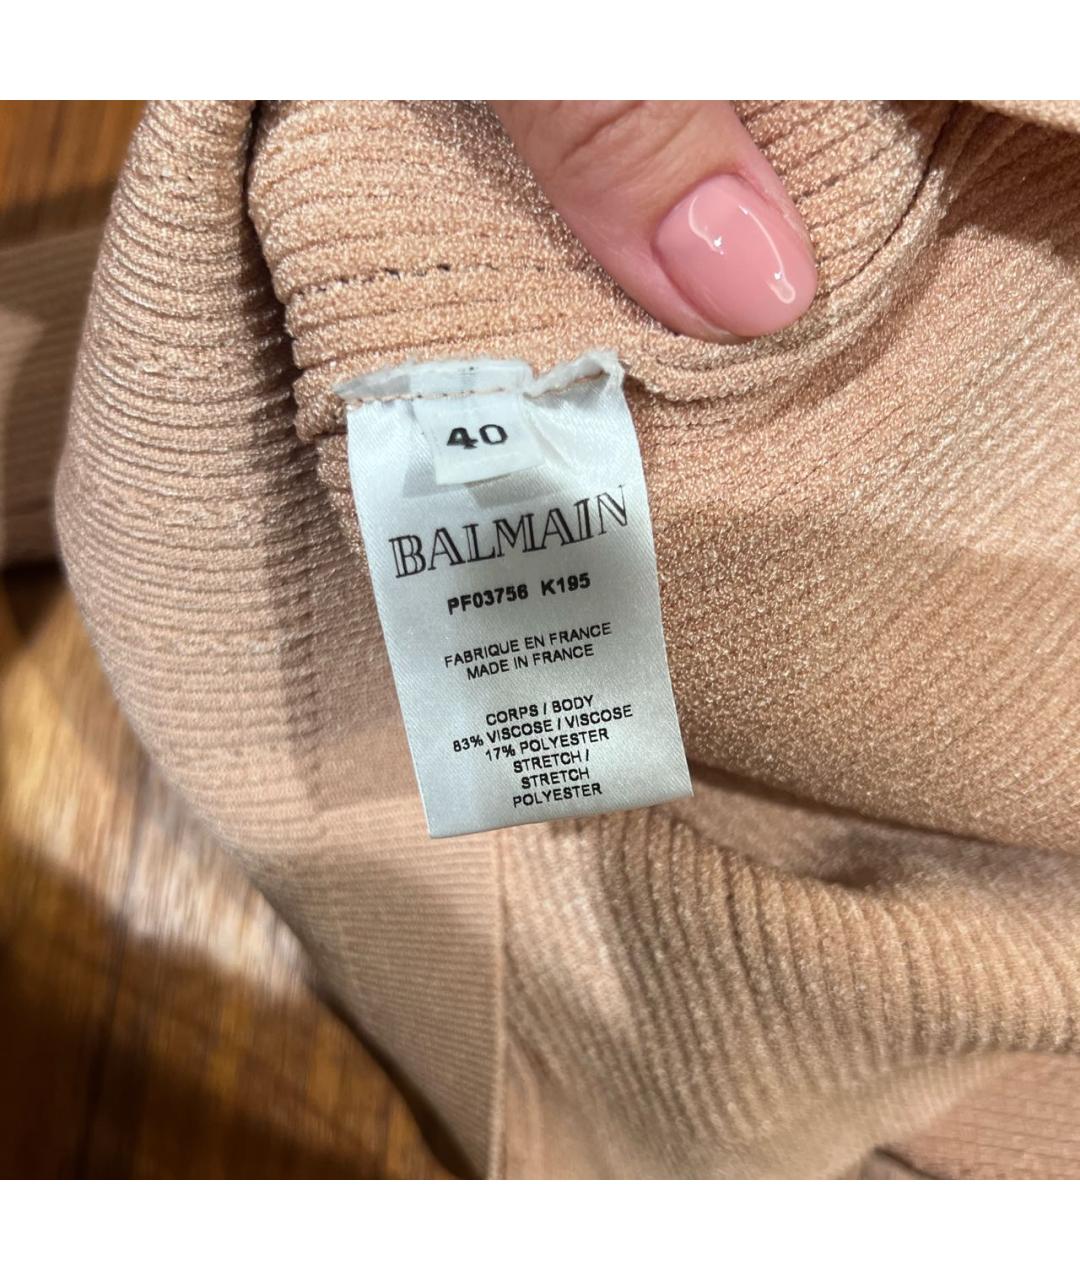 40
BALMAIN
PF03756 K195
FABRIQUE EN FRANCE
MADE IN FRANCE
CORPS / BODY
83% VISCOSE / VISCOSE
17% POLYESTER
STRETCH /
STRETCH
POLYESTER